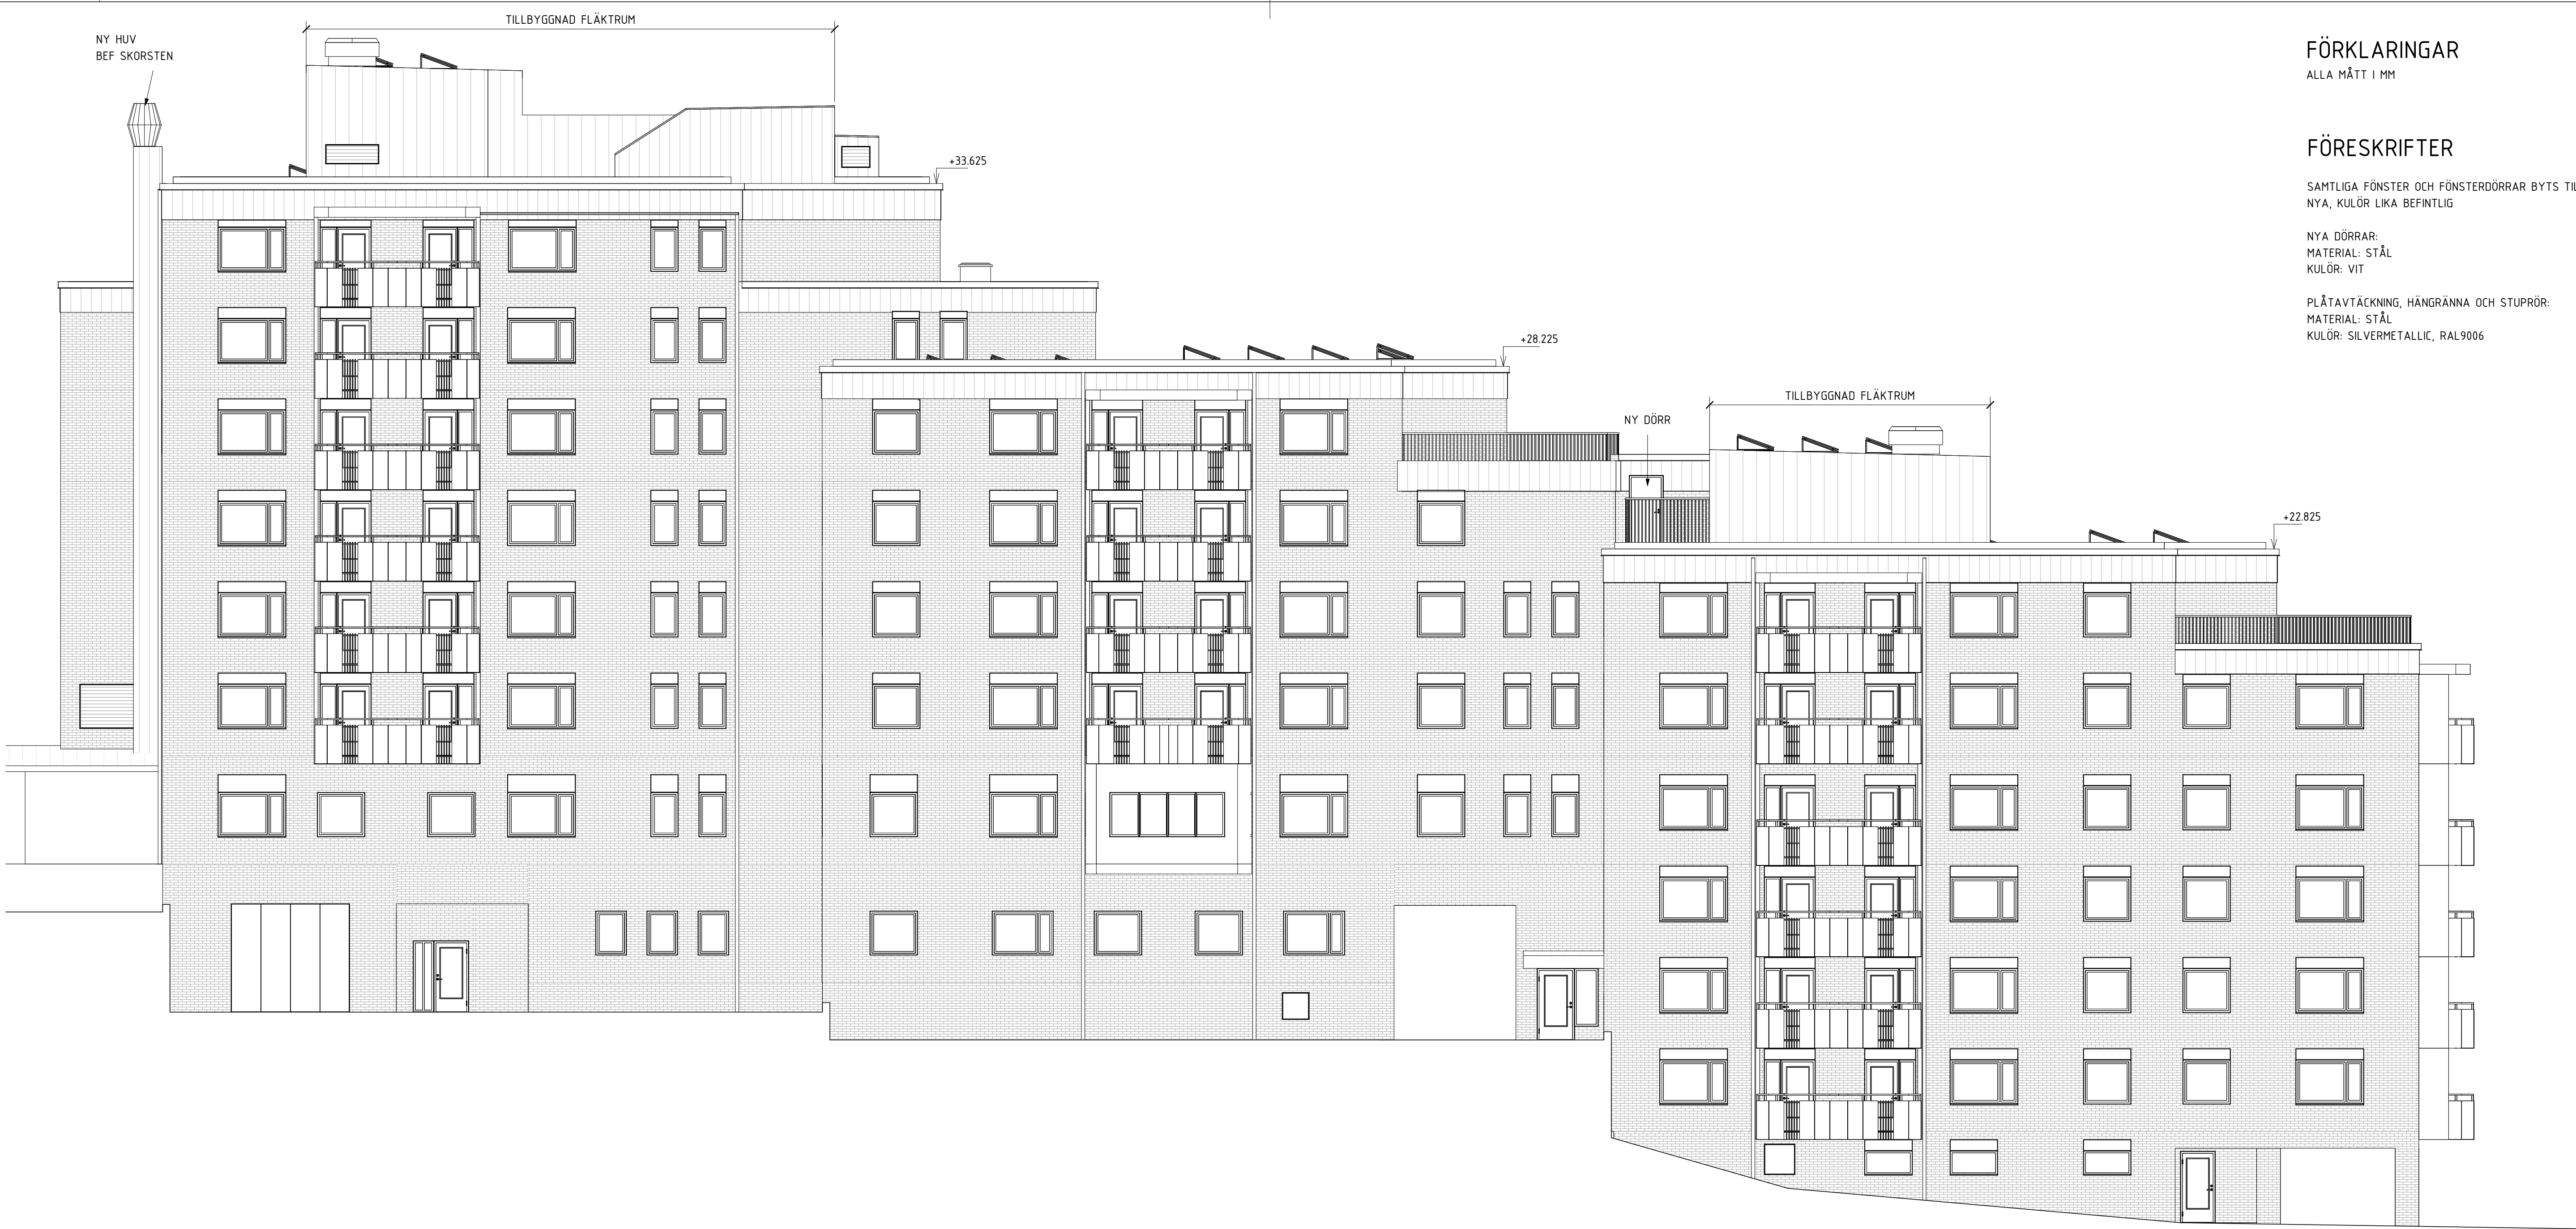 TILLBYGGNAD FLÄKTRUM
NY HUV
BEF SKORSTEN
+33.625
+28.225
NY DÖRR
TILLBYGGNAD FLÄKTRUM
+22.825
FÖRKLARINGAR
ALLA MÅTT I MM
FÖRESKRIFTER
SAMTLIGA FÖNSTER OCH FÖNSTERDÖRRAR BYTS
NYA, KULÖR LIKA BEFINTLIG
NYA DÖRRAR:
MATERIAL: STÅL
KULÖR: VIT
PLÅTAVTÄCKNING, HÄNGRÄNNA OCH STUPRÖR:
MATERIAL: STÅL
KULÖR: SILVERMETALLIC, RAL9006